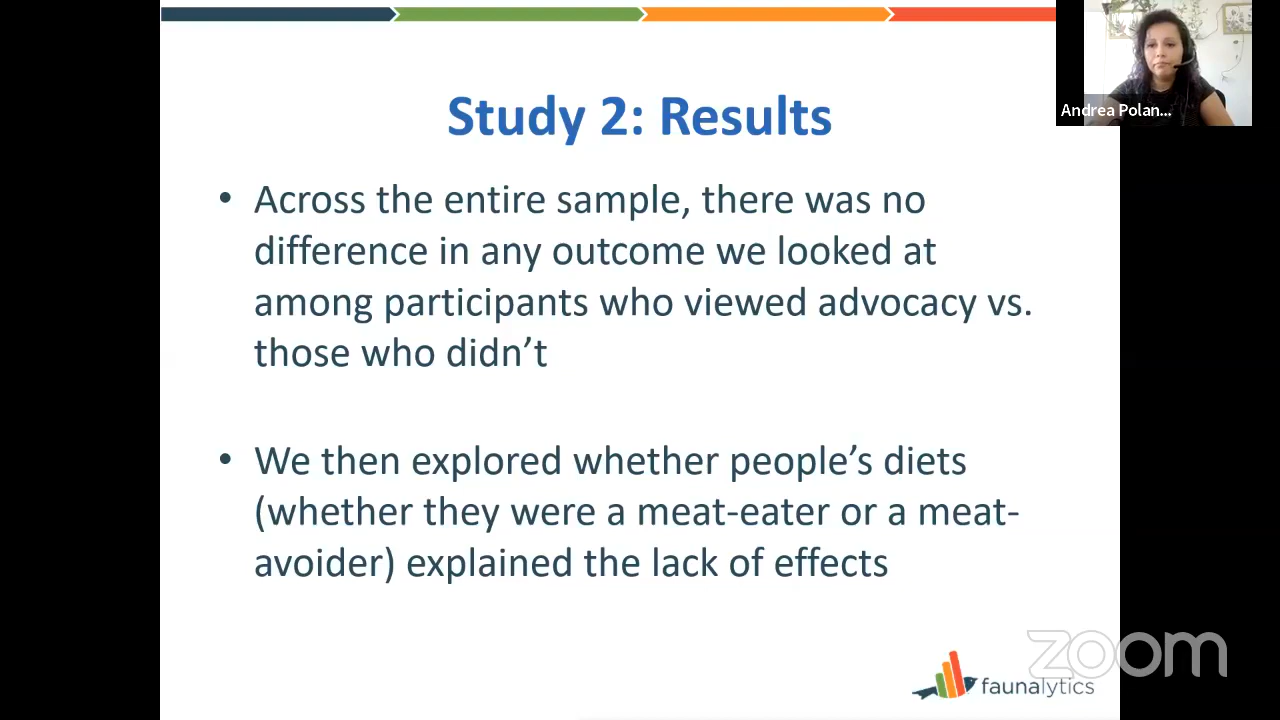 Study 2: Results
Andrea Polan...
• Across the entire sample, there was no
difference in any outcome we looked at
among participants who viewed advocacy vs.
those who didn’t
• We then explored whether people’s diets
(whether they were a meat-eater or a meat-
avoider) explained the lack of effects
zoom
faunalytics